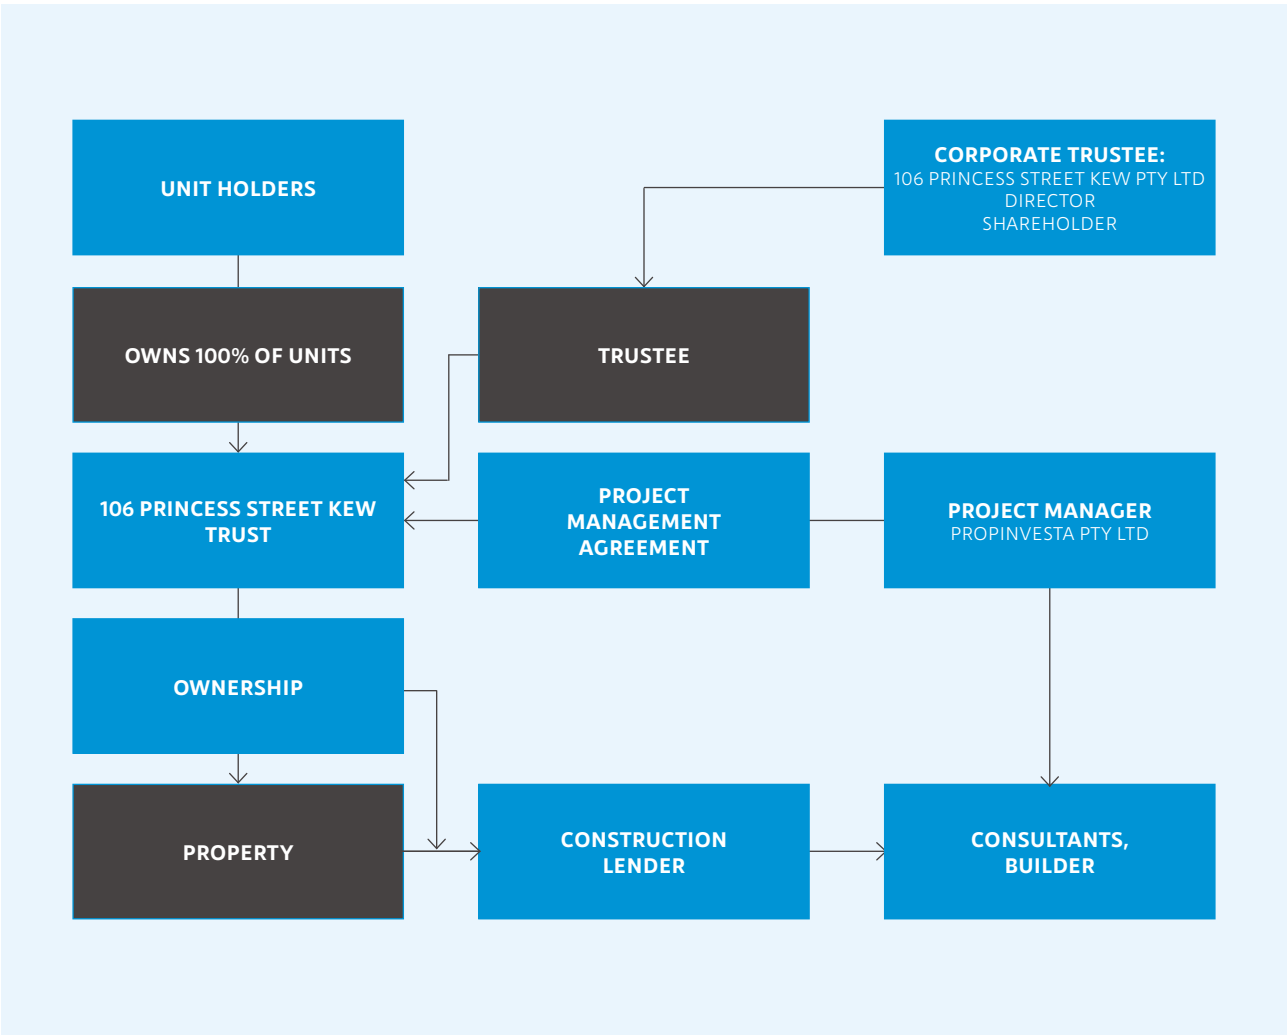 UNIT HOLDERS
CORPORATE TRUSTEE:
106 PRINCESS STREET KEW PTY LTD
DIRECTOR
SHAREHOLDER
OWNS 100% OF UNITS
TRUSTEE
106 PRINCESS STREET KEW
TRUST
PROJECT
MANAGEMENT
AGREEMENT
PROJECT MANAGER
PROPINVESTA PTY LTD
OWNERSHIP
PROPERTY
CONSTRUCTION
LENDER
CONSULTANTS,
BUILDER